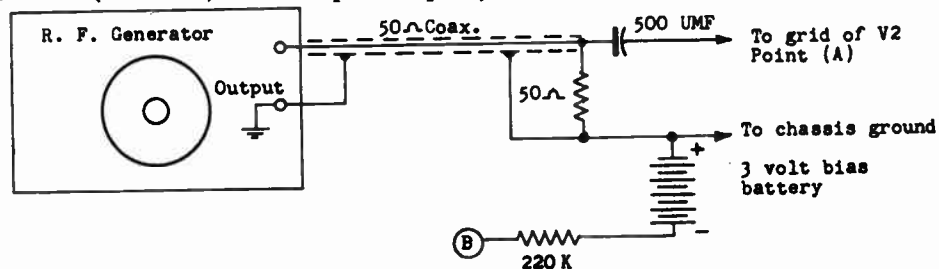 R. F. Generator
50Ω Coax.
500 UMF
To grid of V2
Point (A)
Output
50Ω
To chassis ground
+
3 volt bias
battery
-
B
220 K